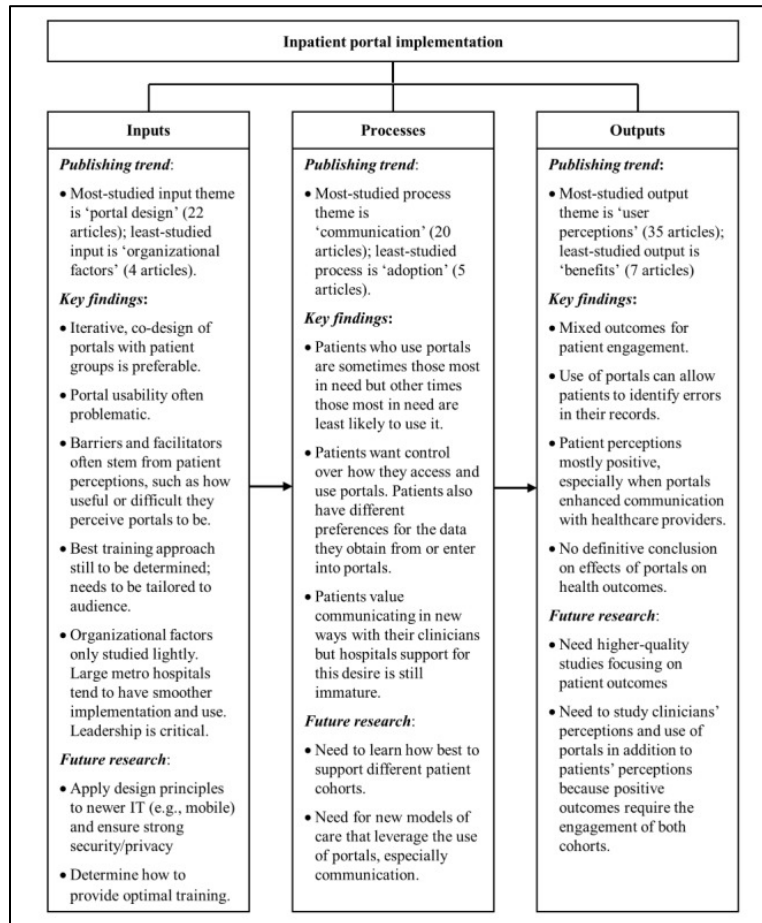 Inpatient portal implementation
Inputs
Publishing trend:
• Most-studied input theme
is ‘portal design’ (22
articles); least-studied
input is ‘organizational
factors’ (4 articles).
Key findings:
• Iterative, co-design of
portals with patient
groups is preferable.
• Portal usability often
problematic.
• Barriers and facilitators
often stem from patient
perceptions, such as how
useful or difficult they
perceive portals to be.
• Best training approach
still to be determined;
needs to be tailored to
audience.
• Organizational factors
only studied lightly.
Large metro hospitals
tend to have smoother
implementation and use.
Leadership is critical.
Future research:
• Apply design principles
to newer IT (e.g., mobile)
and ensure strong
security/privacy
• Determine how to
provide optimal training.
Processes
Publishing trend:
• Most-studied process
theme is
‘communication’ (20
articles); least-studied
process is ‘adoption’ (5
articles).
Key findings:
• Patients who use portals
are sometimes those most
in need but other times
those most in need are
least likely to use it.
• Patients want control
over how they access and
use portals. Patients also
have different
preferences for the data
they obtain from or enter
into portals.
• Patients value
communicating in new
ways with their clinicians
but hospitals support for
this desire is still
immature.
Future research:
• Need to learn how best to
support different patient
cohorts.
• Need for new models of
care that leverage the use
of portals, especially
communication.
Outputs
Publishing trend:
• Most-studied output
theme is ‘user
perceptions’ (35 articles);
least-studied output is
‘benefits’ (7 articles)
Key findings:
• Mixed outcomes for
patient engagement.
• Use of portals can allow
patients to identify errors
in their records.
• Patient perceptions
mostly positive,
especially when portals
enhanced communication
with healthcare providers.
• No definitive conclusion
on effects of portals on
health outcomes.
Future research:
• Need higher-quality
studies focusing on
patient outcomes
• Need to study clinicians’
perceptions and use of
portals in addition to
patients’ perceptions
because positive
outcomes require the
engagement of both
cohorts.